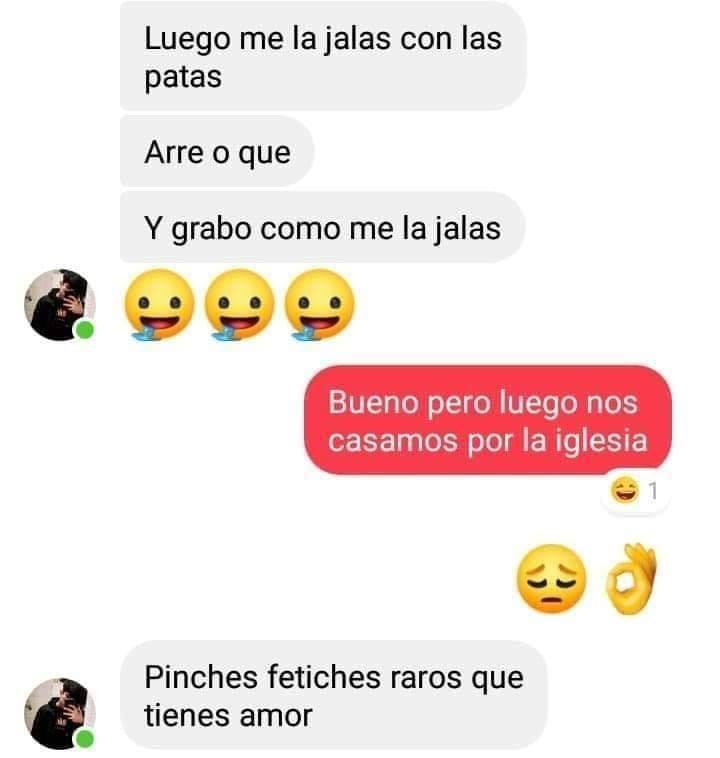 Luego me la jalas con las
patas
Arre o que
Y grabo como me la jalas
Bueno pero luego nos
casamos por la iglesia
1
Pinches fetiches raros que
tienes amor